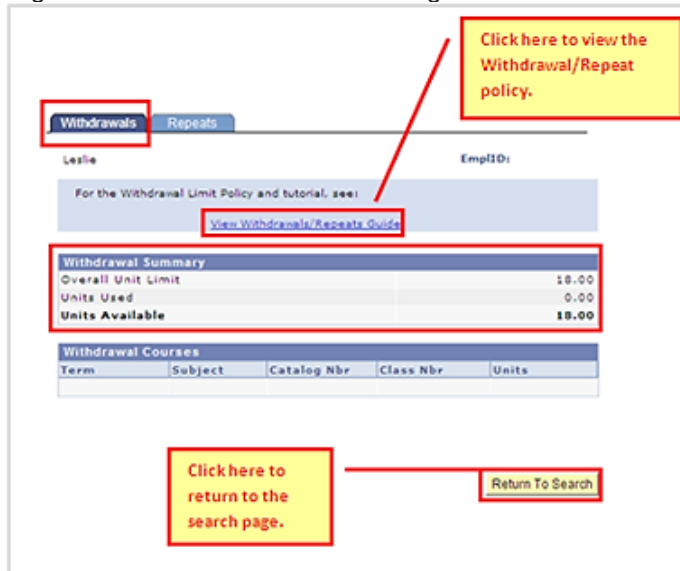 Click here to view the
Withdrawal/Repeat
policy.
Withdrawals Repeats
Leslie EmplID:
For the Withdrawal Limit Policy and tutorial, see:
View Withdrawals/Repeats Guide
Withdrawal Summary
Overall Unit Limit 18.00
Units Used 0.00
Units Available 18.00
Withdrawal Courses
Term Subject Catalog Nbr Class Nbr Units
Click here to
return to the
search page.
Return To Search